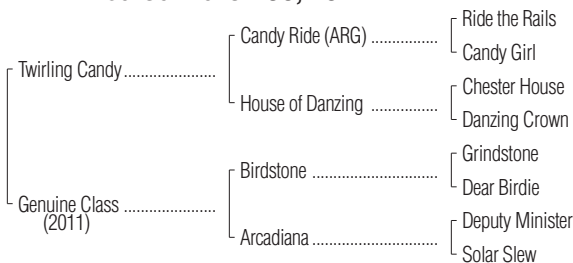 Ride the Rails
Candy Ride (ARG) ................
Candy Girl
Twirling Candy ......................
Chester House
House of Danzing ................
Danzing Crown
Grindstone
Birdstone ..............................
Dear Birdie
Genuine Class ......................
(2011)
Deputy Minister
Arcadiana ..............................
Solar Slew